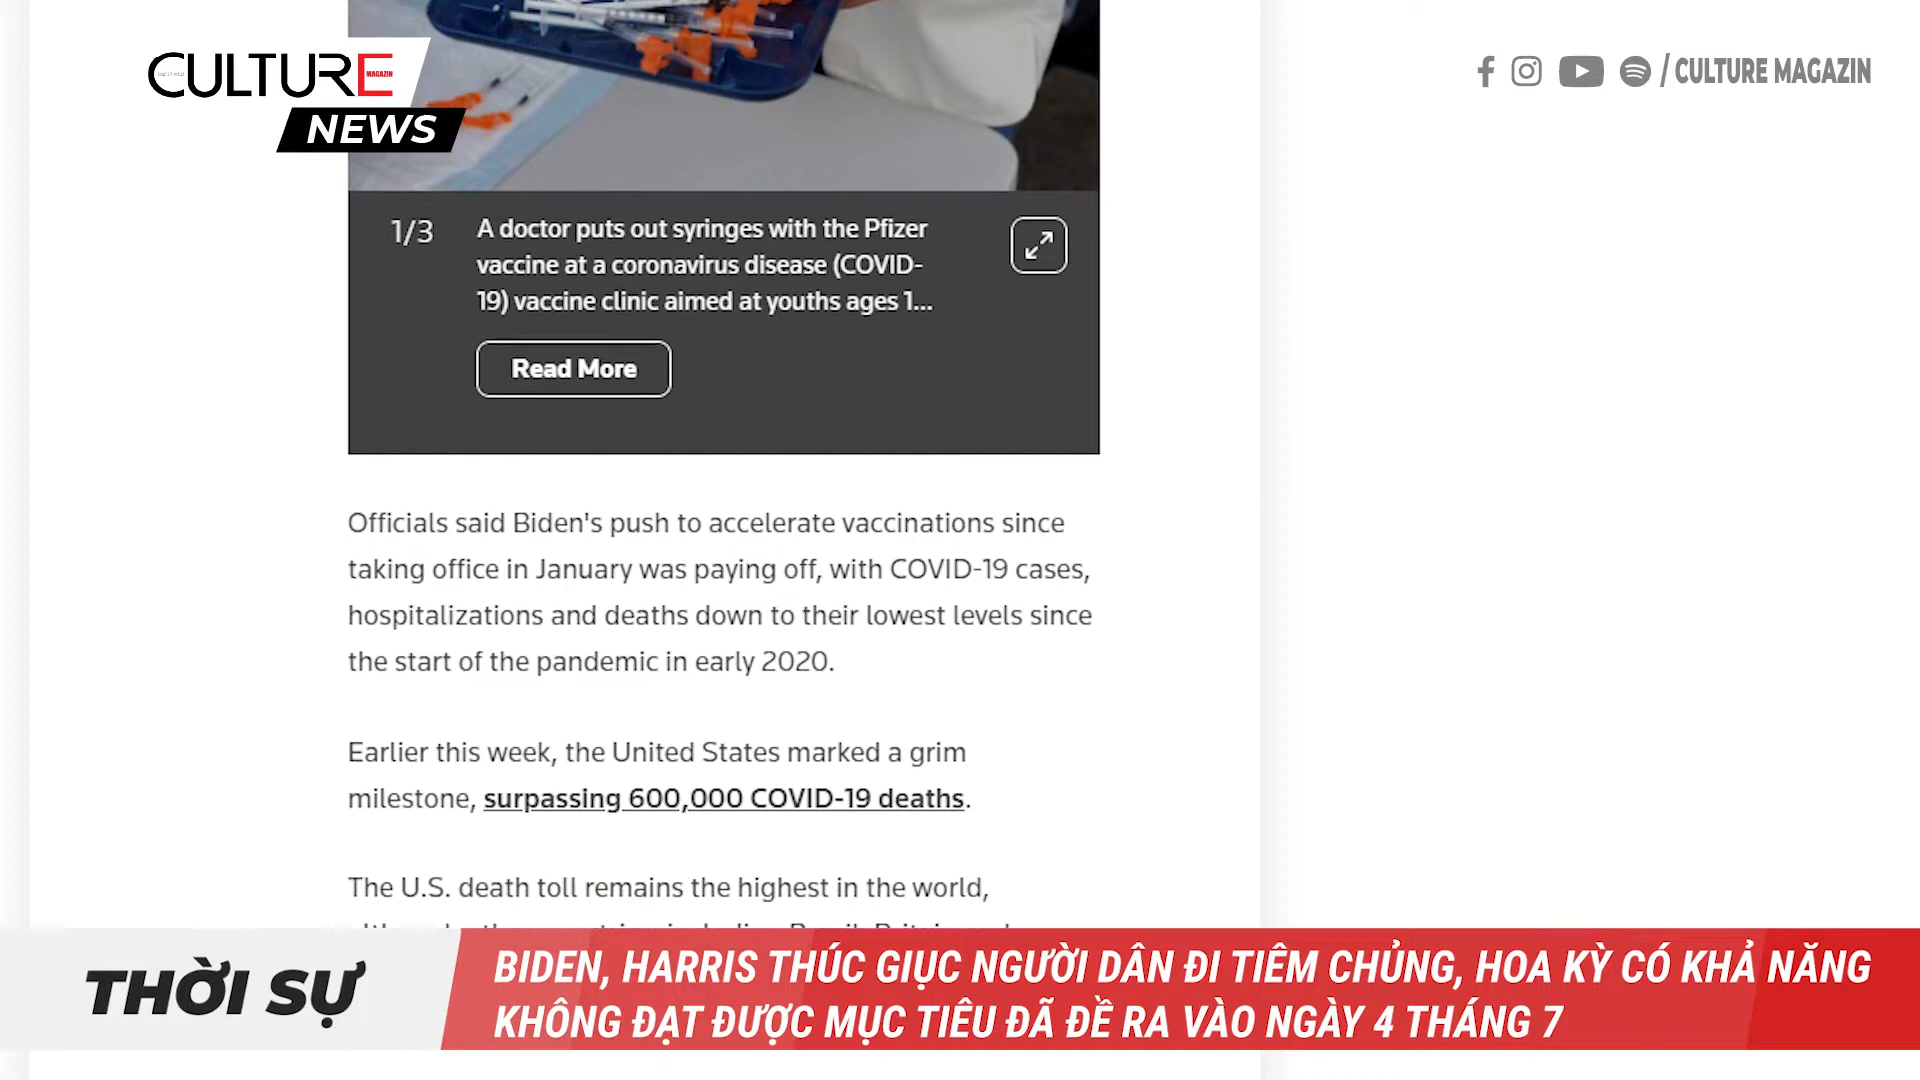 CULTURE
MAGAZIN
NEWS
/ CULTURE MAGAZIN
1/3
A doctor puts out syringes with the Pfizer
vaccine at a coronavirus disease (COVID-
19) vaccine clinic aimed at youths ages 1...
Read More
Officials said Biden's push to accelerate vaccinations since
taking office in January was paying off, with COVID-19 cases,
hospitalizations and deaths down to their lowest levels since
the start of the pandemic in early 2020.
Earlier this week, the United States marked a grim
milestone, surpassing 600,000 COVID-19 deaths.
The U.S. death toll remains the highest in the world,
THỜI SỰ
BIDEN, HARRIS THÚC GIỤC NGƯỜI DÂN ĐI TIÊM CHỦNG, HOA KỲ CÓ KHẢ NĂNG
KHÔNG ĐẠT ĐƯỢC MỤC TIÊU ĐÃ ĐỀ RA VÀO NGÀY 4 THÁNG 7